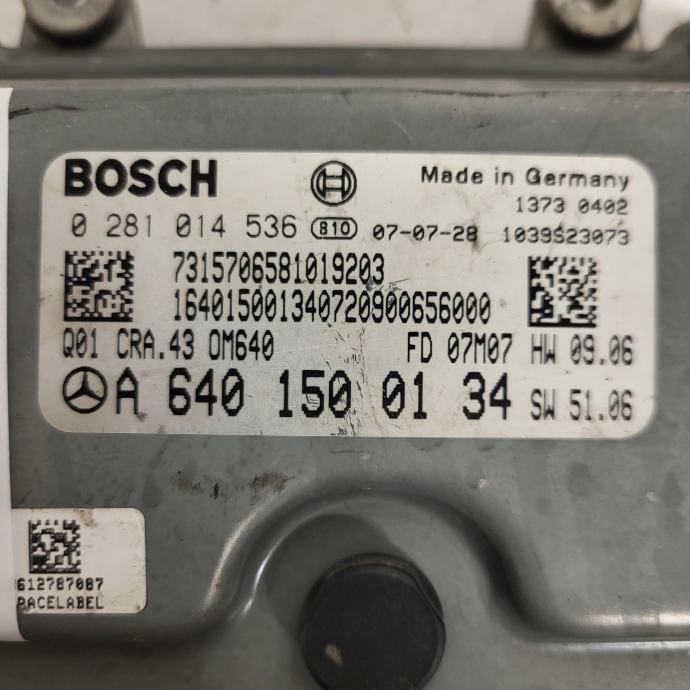 BOSCH
Made in Germany
1373 0402
0 281 014 536 810 07-07-28 1039S23073
7315706581019203
164015001340720900656000
Q01 CRA.43 OM640 FD 07M07 HW 09.06
A 640 150 01 34 SW 51.06
612787087
PACELABEL